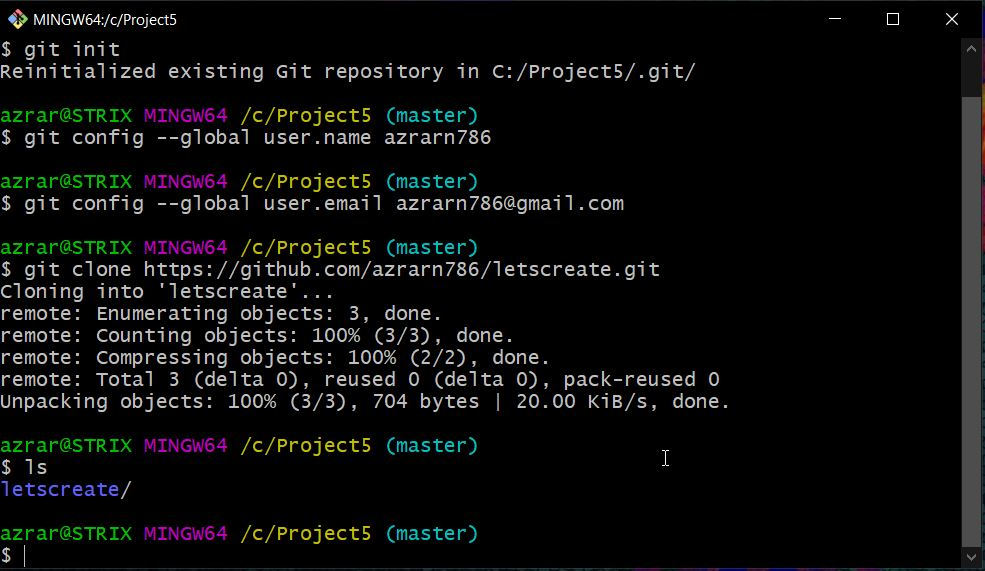 MINGW64:/c/Project5
$ git init
Reinitialized existing Git repository in C:/Project5/.git/
azrar@STRIX MINGW64 /c/Project5 (master)
$ git config --global user.name azrarn786
azrar@STRIX MINGW64 /c/Project5 (master)
$ git config --global user.email azrarn786@gmail.com
azrar@STRIX MINGW64 /c/Project5 (master)
$ git clone https://github.com/azrarn786/letscreate.git
Cloning into 'letscreate'...
remote: Enumerating objects: 3, done.
remote: Counting objects: 100% (3/3), done.
remote: Compressing objects: 100% (2/2), done.
remote: Total 3 (delta 0), reused 0 (delta 0), pack-reused 0
Unpacking objects: 100% (3/3), 704 bytes | 20.00 KiB/s, done.
azrar@STRIX MINGW64 /c/Project5 (master)
$ ls
letscreate/
azrar@STRIX MINGW64 /c/Project5 (master)
$